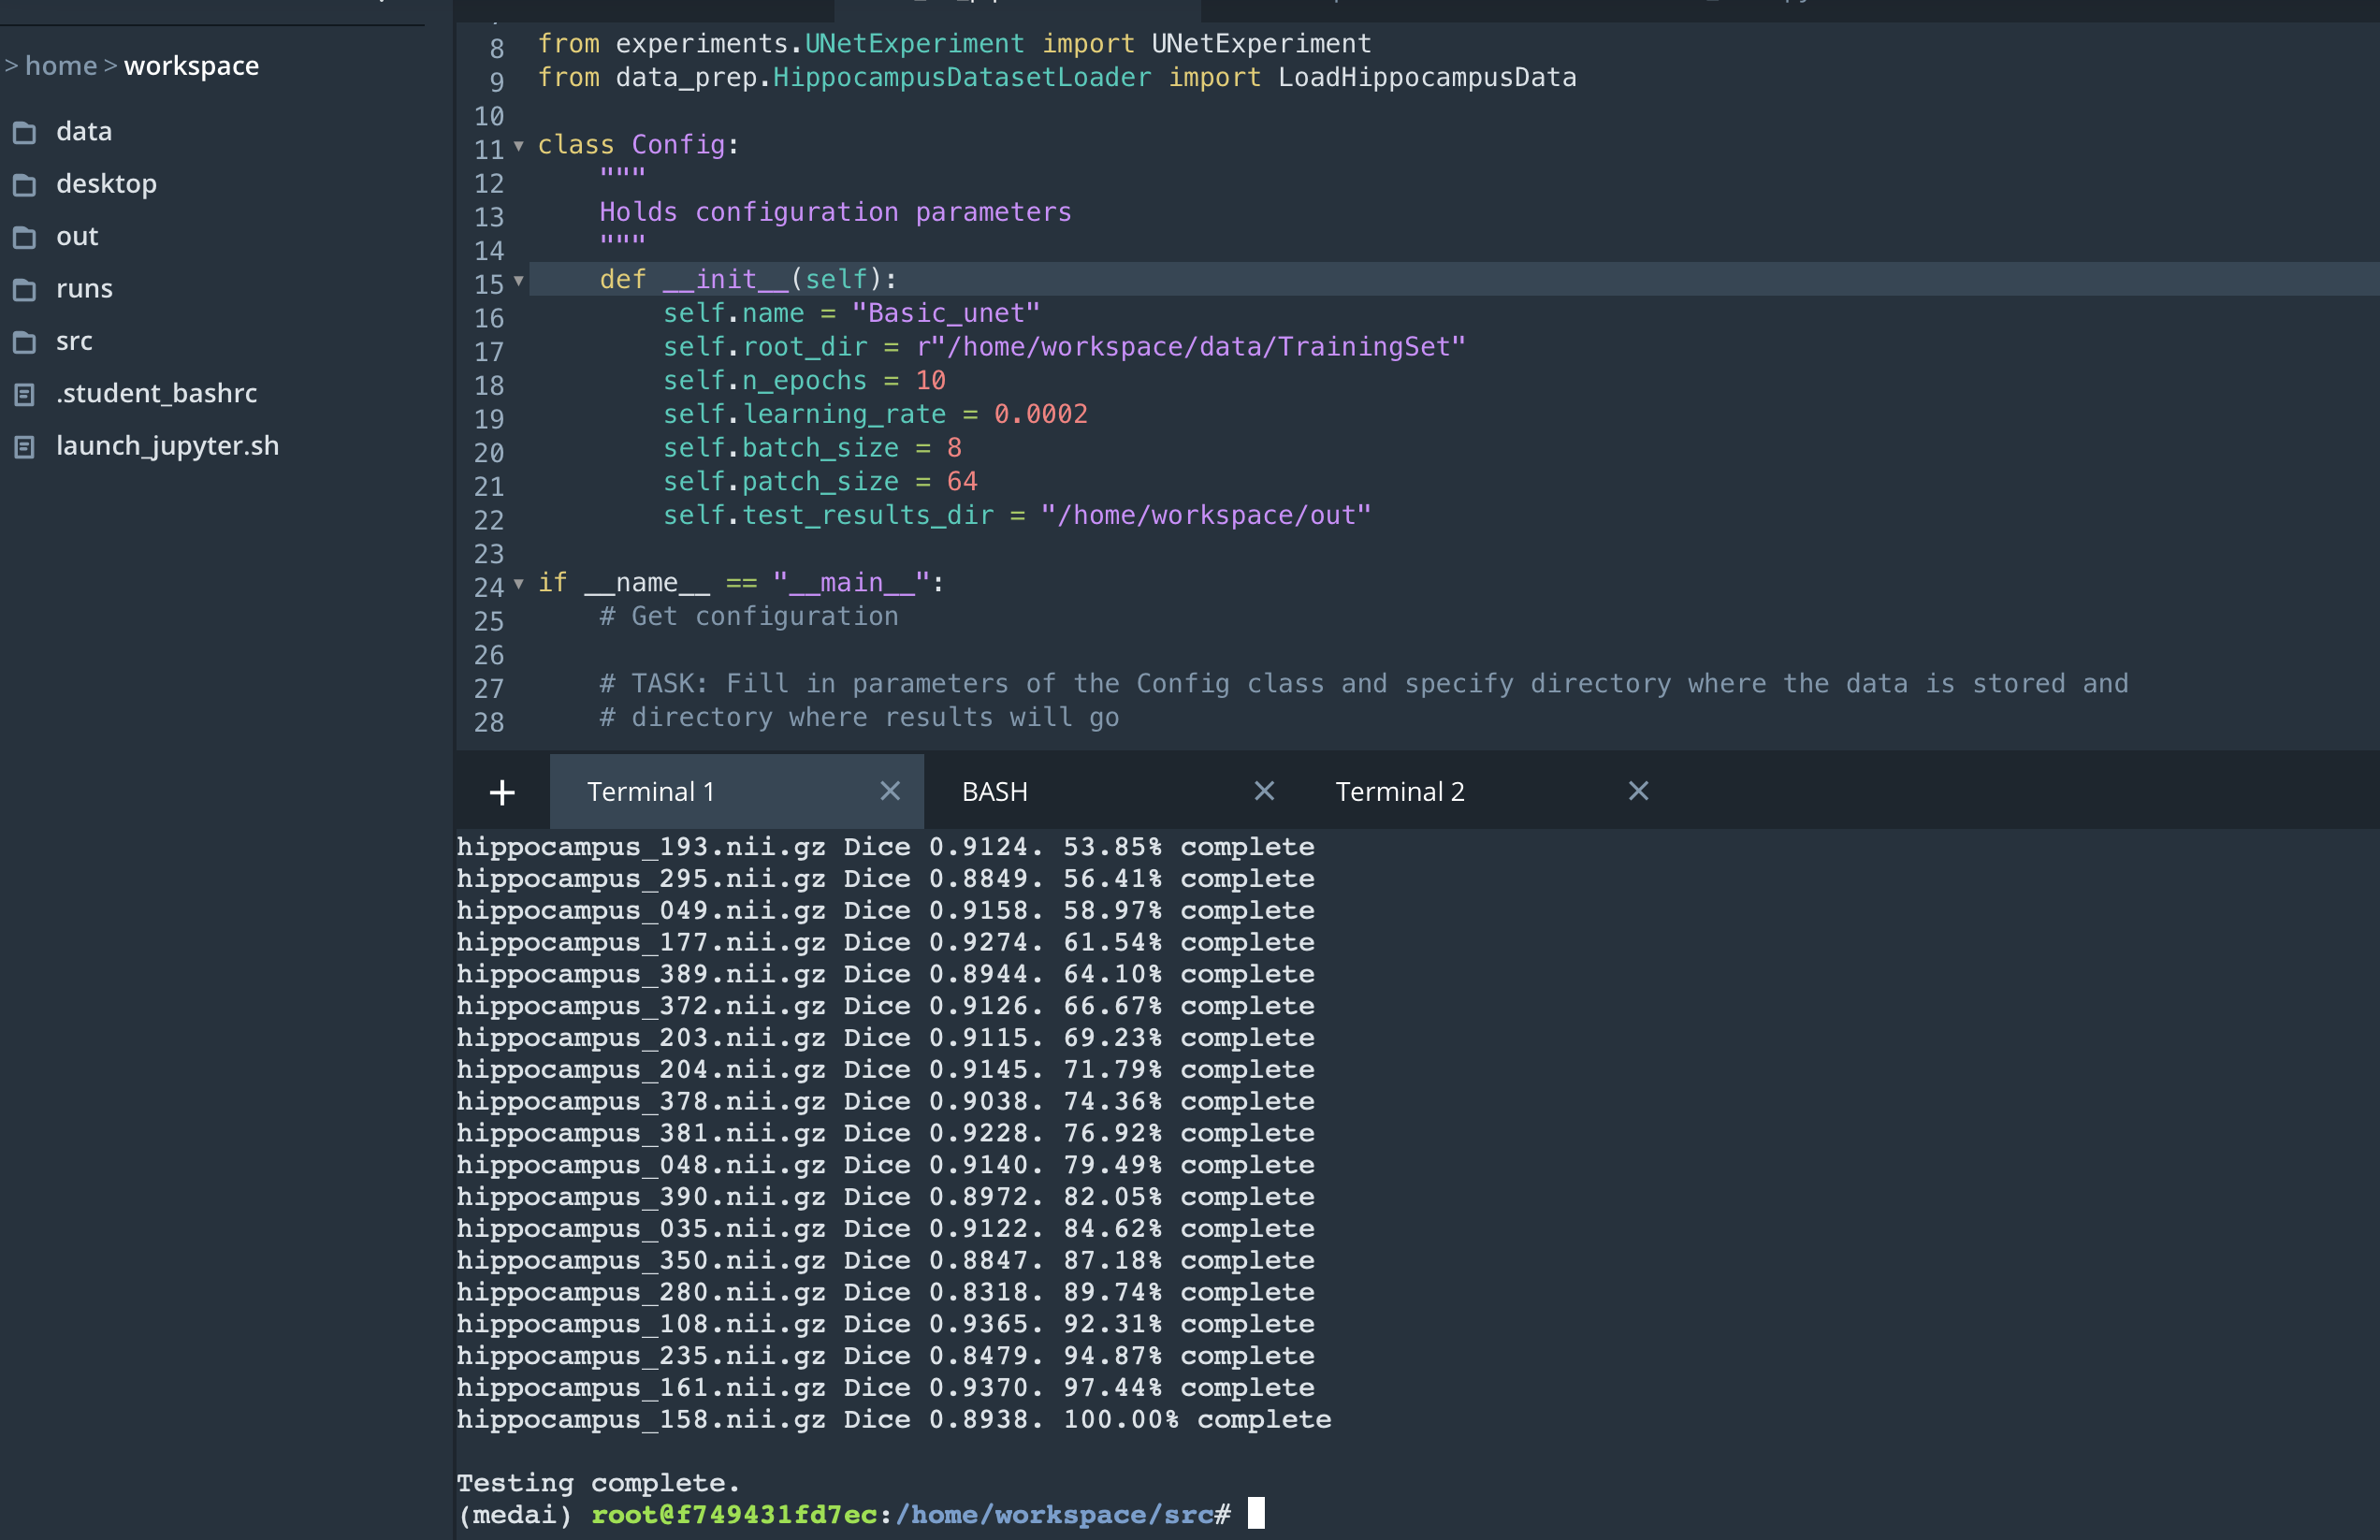 > home > workspace
data
desktop
out
runs
src
.student_bashrc
launch_jupyter.sh
8 from experiments.UNetExperiment import UNetExperiment
9 from data_prep.HippocampusDatasetLoader import LoadHippocampusData
10
11 class Config:
12 """
13 Holds configuration parameters
14 """
15 def __init__(self):
16 self.name = "Basic_unet"
17 self.root_dir = r"/home/workspace/data/TrainingSet"
18 self.n_epochs = 10
19 self.learning_rate = 0.0002
20 self.batch_size = 8
21 self.patch_size = 64
22 self.test_results_dir = "/home/workspace/out"
23
24 if __name__ == "__main__":
25 # Get configuration
26
27 # TASK: Fill in parameters of the Config class and specify directory where the data is stored and
28 # directory where results will go
+ Terminal 1 × BASH × Terminal 2 ×
hippocampus_193.nii.gz Dice 0.9124. 53.85% complete
hippocampus_295.nii.gz Dice 0.8849. 56.41% complete
hippocampus_049.nii.gz Dice 0.9158. 58.97% complete
hippocampus_177.nii.gz Dice 0.9274. 61.54% complete
hippocampus_389.nii.gz Dice 0.8944. 64.10% complete
hippocampus_372.nii.gz Dice 0.9126. 66.67% complete
hippocampus_203.nii.gz Dice 0.9115. 69.23% complete
hippocampus_204.nii.gz Dice 0.9145. 71.79% complete
hippocampus_378.nii.gz Dice 0.9038. 74.36% complete
hippocampus_381.nii.gz Dice 0.9228. 76.92% complete
hippocampus_048.nii.gz Dice 0.9140. 79.49% complete
hippocampus_390.nii.gz Dice 0.8972. 82.05% complete
hippocampus_035.nii.gz Dice 0.9122. 84.62% complete
hippocampus_350.nii.gz Dice 0.8847. 87.18% complete
hippocampus_280.nii.gz Dice 0.8318. 89.74% complete
hippocampus_108.nii.gz Dice 0.9365. 92.31% complete
hippocampus_235.nii.gz Dice 0.8479. 94.87% complete
hippocampus_161.nii.gz Dice 0.9370. 97.44% complete
hippocampus_158.nii.gz Dice 0.8938. 100.00% complete
Testing complete.
(medai) root@f749431fd7ec:/home/workspace/src#